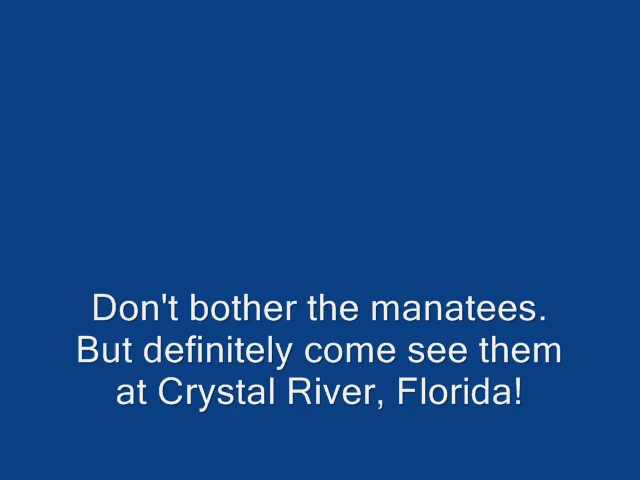 Don't bother the manatees.
But definitely come see them
at Crystal River, Florida!